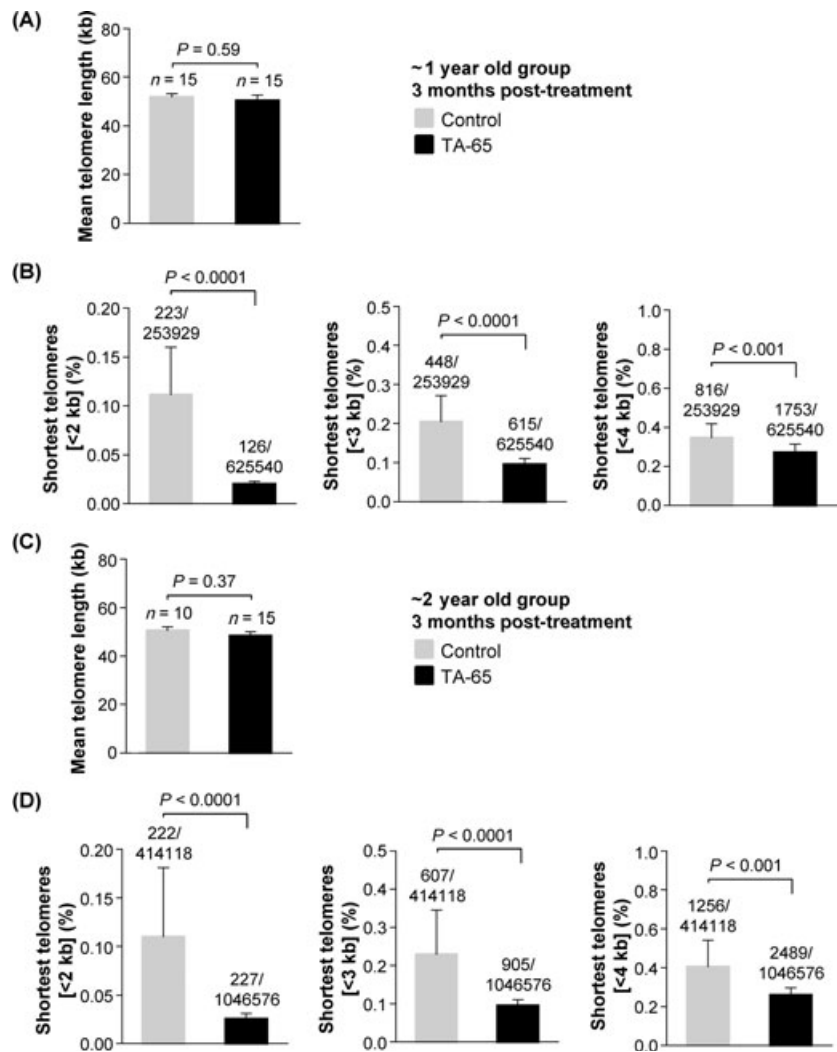 (A)
Mean telomere length (kb)
80
60
40
20
0
P = 0.59
n = 15
n = 15
~1 year old group
3 months post-treatment
Control
TA-65
(B)
Shortest telomeres
[<2 kb] (%)
0.20
0.15
0.10
0.05
0.00
P < 0.0001
223/
253929
126/
625540
Shortest telomeres
[<3 kb] (%)
0.5
0.4
0.3
0.2
0.1
0.0
P < 0.0001
448/
253929
615/
625540
Shortest telomeres
[<4 kb] (%)
1.0
0.8
0.6
0.4
0.2
0.0
P < 0.001
816/
253929
1753/
625540
(C)
Mean telomere length (kb)
80
60
40
20
0
P = 0.37
n = 10
n = 15
~2 year old group
3 months post-treatment
Control
TA-65
(D)
Shortest telomeres
[<2 kb] (%)
0.20
0.15
0.10
0.05
0.00
P < 0.0001
222/
414118
227/
1046576
Shortest telomeres
[<3 kb] (%)
0.5
0.4
0.3
0.2
0.1
0.0
P < 0.0001
607/
414118
905/
1046576
Shortest telomeres
[<4 kb] (%)
1.0
0.8
0.6
0.4
0.2
0.0
P < 0.001
1256/
414118
2489/
1046576